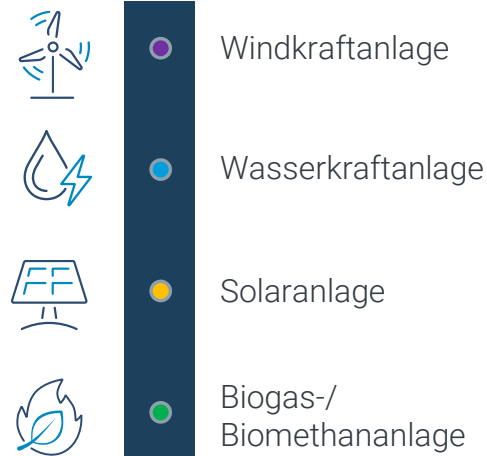 Windkraftanlage
Wasserkraftanlage
Solaranlage
Biogas-/
Biomethananlage